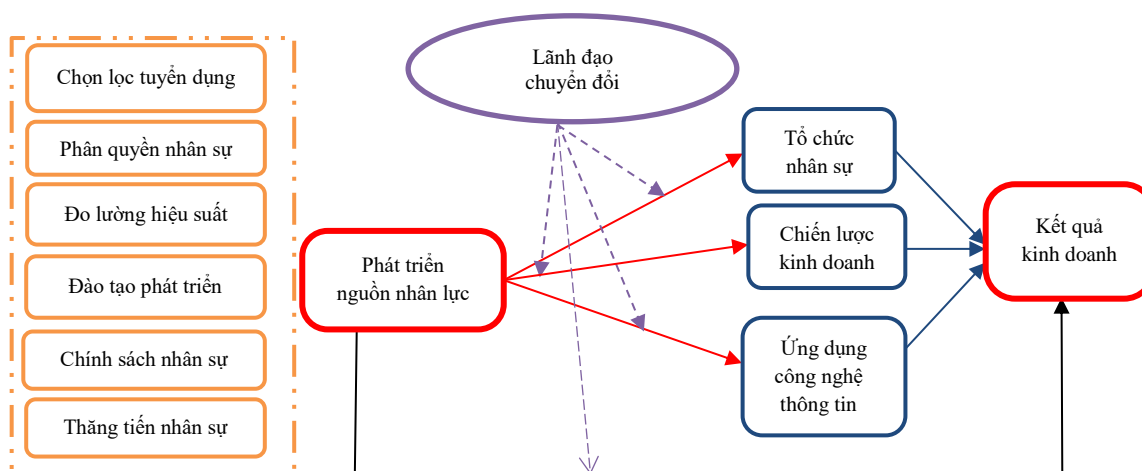 Lãnh đạo
chuyển đổi
Chọn lọc tuyển dụng
Phân quyền nhân sự
Đo lường hiệu suất
Đào tạo phát triển
Chính sách nhân sự
Thăng tiến nhân sự
Phát triển
nguồn nhân lực
Tổ chức
nhân sự
Chiến lược
kinh doanh
Ứng dụng
công nghệ
thông tin
Kết quả
kinh doanh